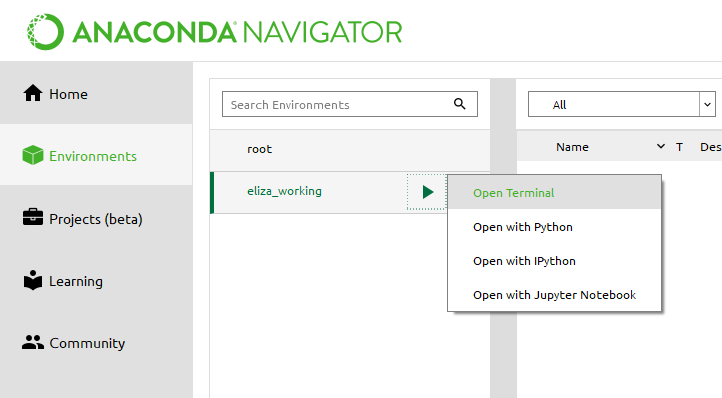 ANACONDA NAVIGATOR
Home
Environments
Projects (beta)
Learning
Community
Search Environments
root
eliza_working
Open Terminal
Open with Python
Open with IPython
Open with Jupyter Notebook
All
Name T Des